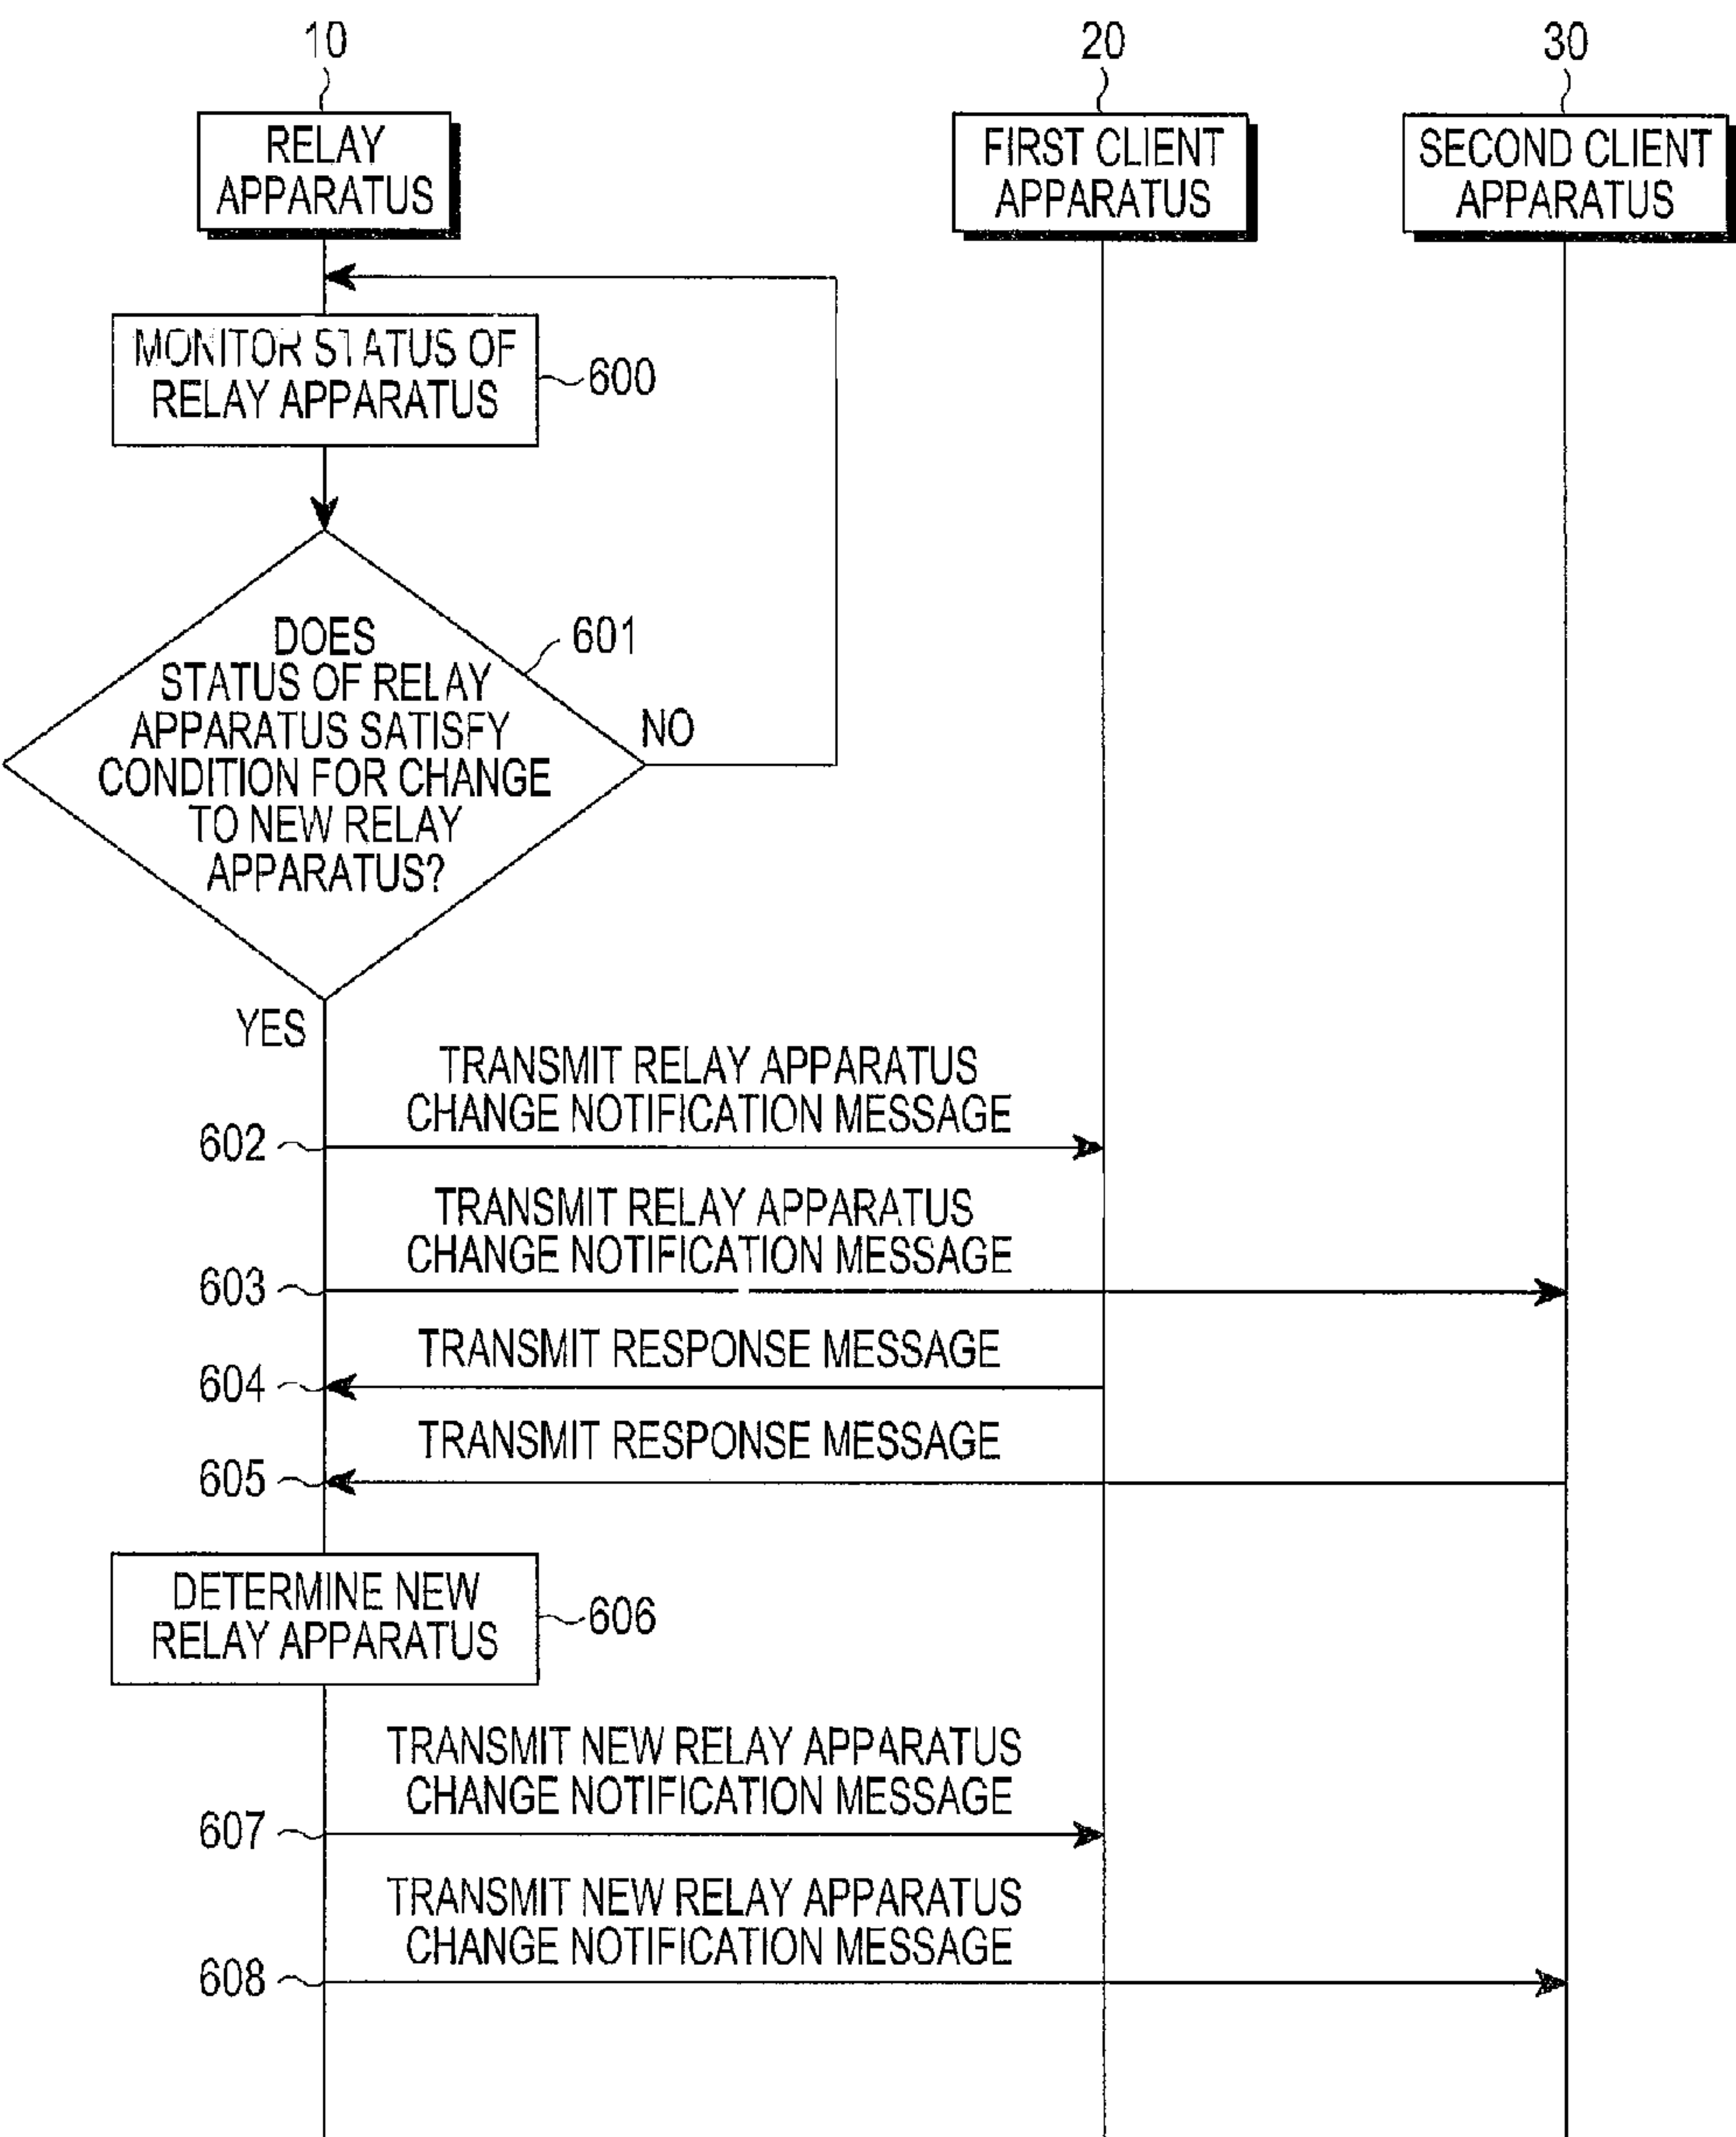 10
20
30
RELAY
APPARATUS
FIRST CLIENT
APPARATUS
SECOND CLIENT
APPARATUS
MONITOR STATUS OF
RELAY APPARATUS
600
DOES
STATUS OF RELAY
APPARATUS SATISFY
CONDITION FOR CHANGE
TO NEW RELAY
APPARATUS?
601
NO
YES
TRANSMIT RELAY APPARATUS
CHANGE NOTIFICATION MESSAGE
602
TRANSMIT RELAY APPARATUS
CHANGE NOTIFICATION MESSAGE
603
TRANSMIT RESPONSE MESSAGE
604
TRANSMIT RESPONSE MESSAGE
605
DETERMINE NEW
RELAY APPARATUS
606
TRANSMIT NEW RELAY APPARATUS
CHANGE NOTIFICATION MESSAGE
607
TRANSMIT NEW RELAY APPARATUS
CHANGE NOTIFICATION MESSAGE
608